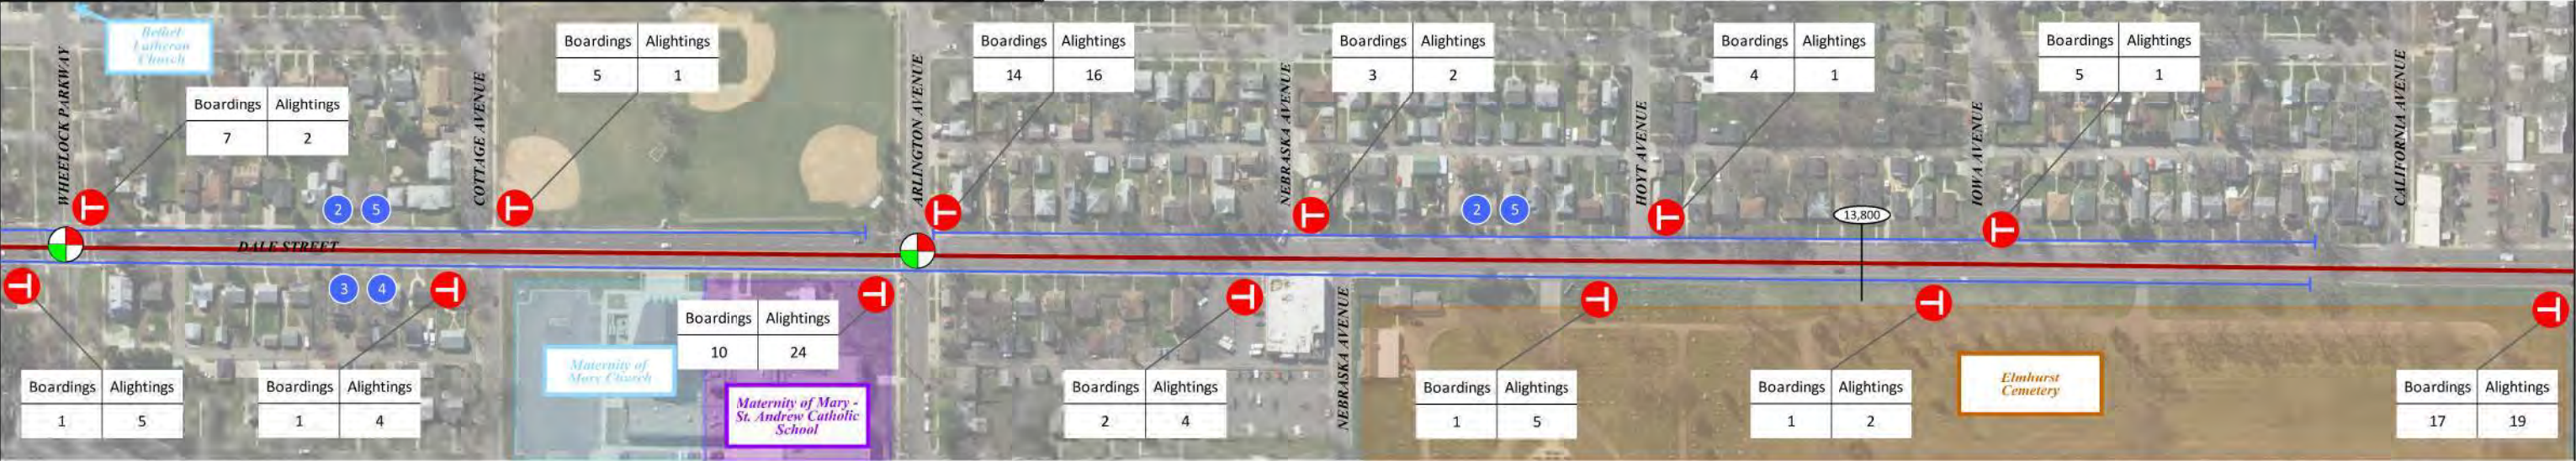 Bethel
Lutheran
Church
WHEELOCK PARKWAY
Boardings Alightings
7 2
COTTAGE AVENUE
Boardings Alightings
5 1
ARLINGTON AVENUE
Boardings Alightings
14 16
NEBRASKA AVENUE
Boardings Alightings
3 2
HOYT AVENUE
Boardings Alightings
4 1
IOWA AVENUE
Boardings Alightings
5 1
CALIFORNIA AVENUE
T
2 5
T
T
T
2 5
T
13,800
T
DALE STREET
T
3 4
T
T
T
T
T
T
Boardings Alightings
1 5
Boardings Alightings
1 4
Maternity of
Mary Church
Boardings Alightings
10 24
Maternity of Mary -
St. Andrew Catholic
School
Boardings Alightings
2 4
NEBRASKA AVENUE
Boardings Alightings
1 5
Boardings Alightings
1 2
Elmhurst
Cemetery
Boardings Alightings
17 19